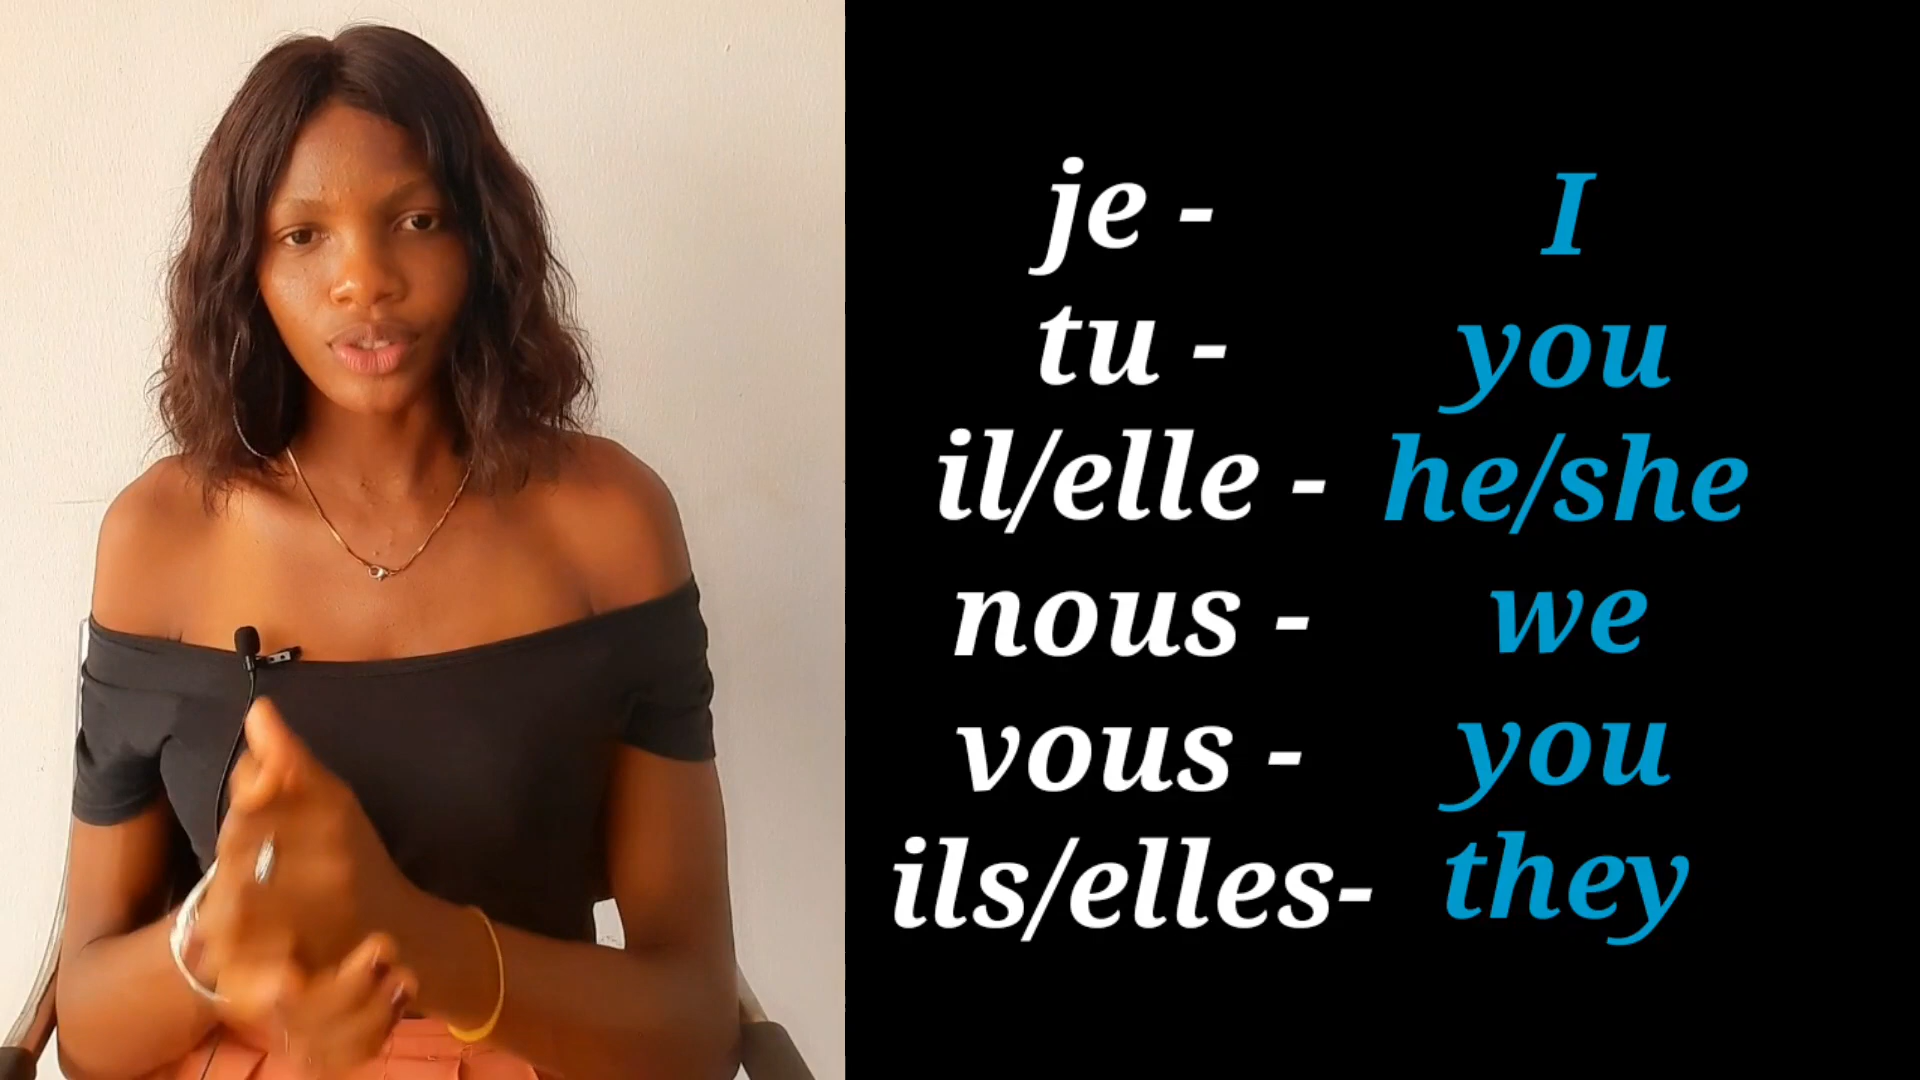 je - I
tu - you
il/elle - he/she
nous - we
vous - you
ils/elles- they